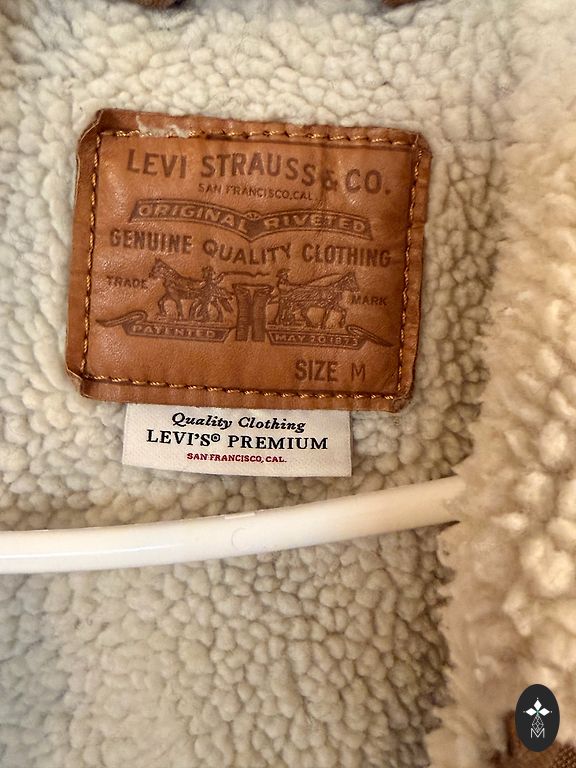 LEVI STRAUSS & CO.
SAN FRANCISCO, CAL.
ORIGINAL RIVETED
GENUINE QUALITY CLOTHING
TRADE MARK
PATENTED MAY 20 1873
SIZE M
Quality Clothing
LEVI'S® PREMIUM
SAN FRANCISCO, CAL.
M